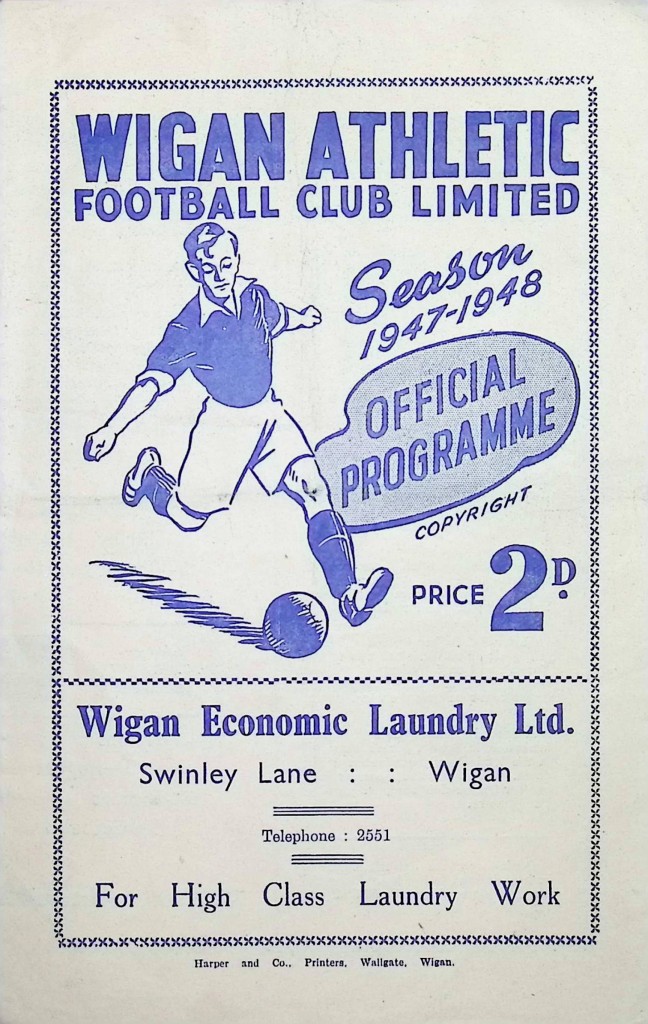 WIGAN ATHLETIC
FOOTBALL CLUB LIMITED
Season
1947-1948
OFFICIAL
PROGRAMME
COPYRIGHT
PRICE 2D.
Wigan Economic Laundry Ltd.
Swinley Lane : : Wigan
Telephone : 2551
For High Class Laundry Work
Harper and Co., Printers, Wallgate, Wigan.